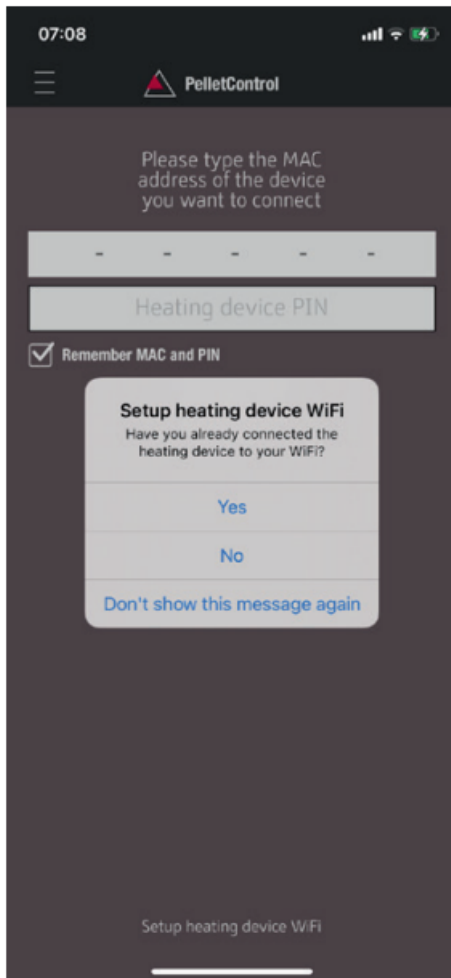 07:08
PelletControl
Please type the MAC
address of the device
you want to connect
- - - - -
Heating device PIN
Remember MAC and PIN
Setup heating device WiFi
Have you already connected the
heating device to your WiFi?
Yes
No
Don't show this message again
Setup heating device WiFi